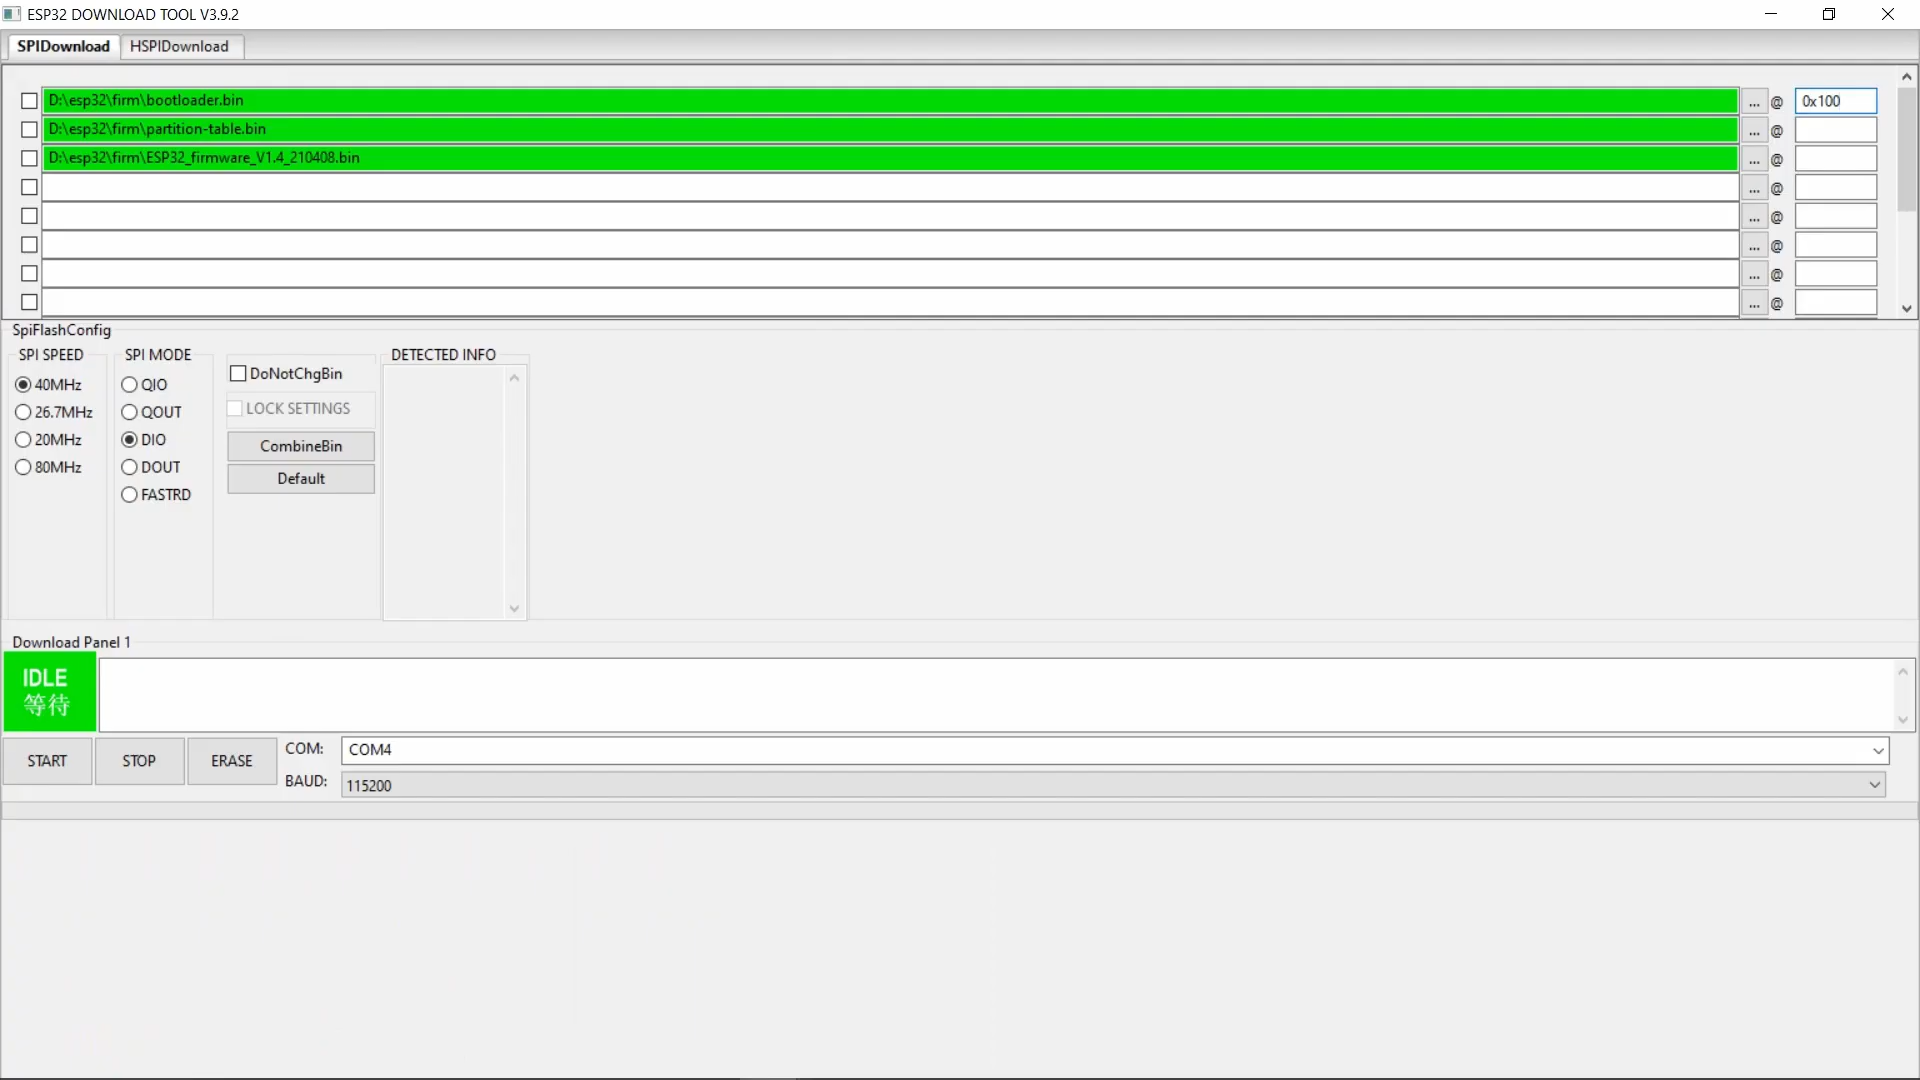 ESP32 DOWNLOAD TOOL V3.9.2
SPIDownload HSPIDownload
D:\esp32\firm\bootloader.bin ... @ 0x100
D:\esp32\firm\partition-table.bin ... @
D:\esp32\firm\ESP32_firmware_V1.4_210408.bin ... @
... @
... @
... @
... @
... @
SpiFlashConfig
SPI SPEED SPI MODE DETECTED INFO
DoNotChgBin
40MHz QIO
LOCK SETTINGS
26.7MHz QOUT
20MHz DIO CombineBin
80MHz DOUT Default
FASTRD
Download Panel 1
IDLE
等待
START STOP ERASE COM: COM4
BAUD: 115200